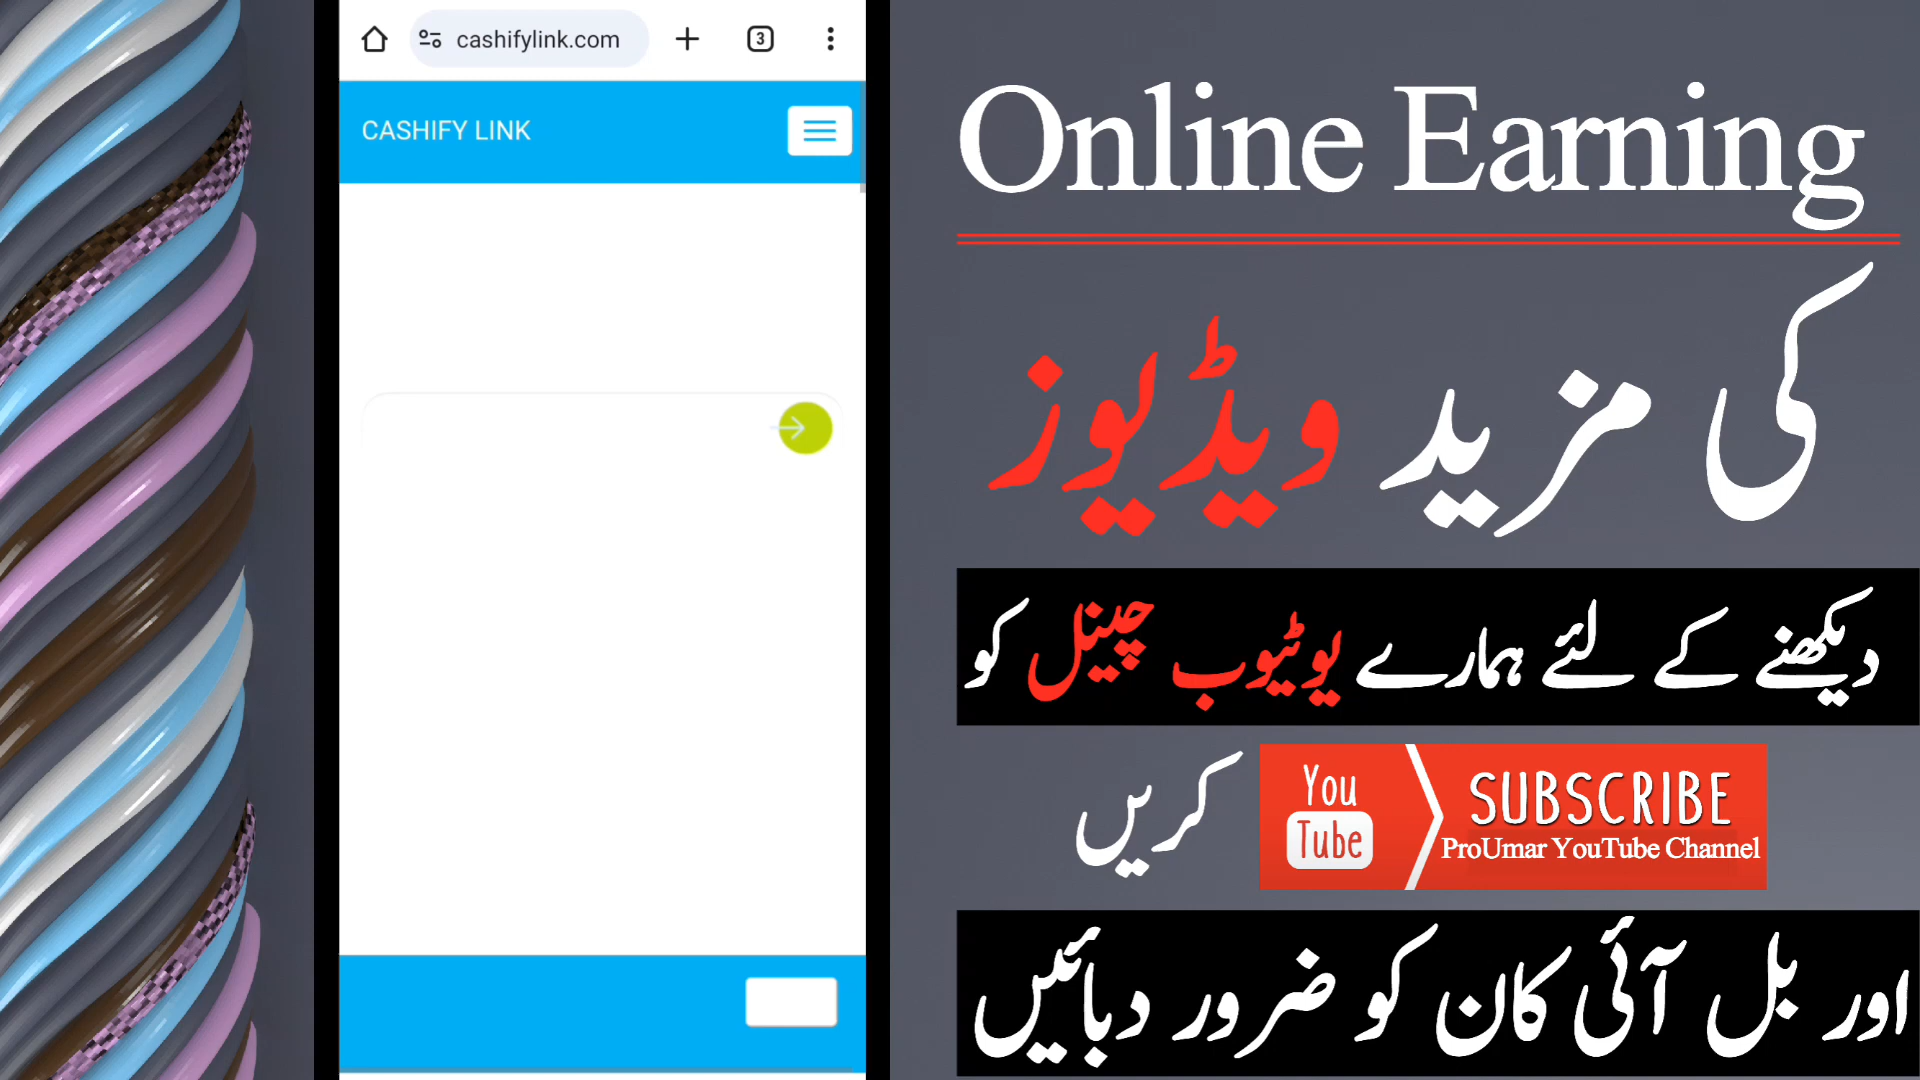 3
cashifylink.com
CASHIFY LINK
Online Earning
کی مزید ویڈیوز
دیکھنے کے لئے ہمارے یوٹیوب چینل کو
You
Tube
SUBSCRIBE
ProUmar YouTube Channel
کریں
اور بل آئی کان کو ضرور دبائیں